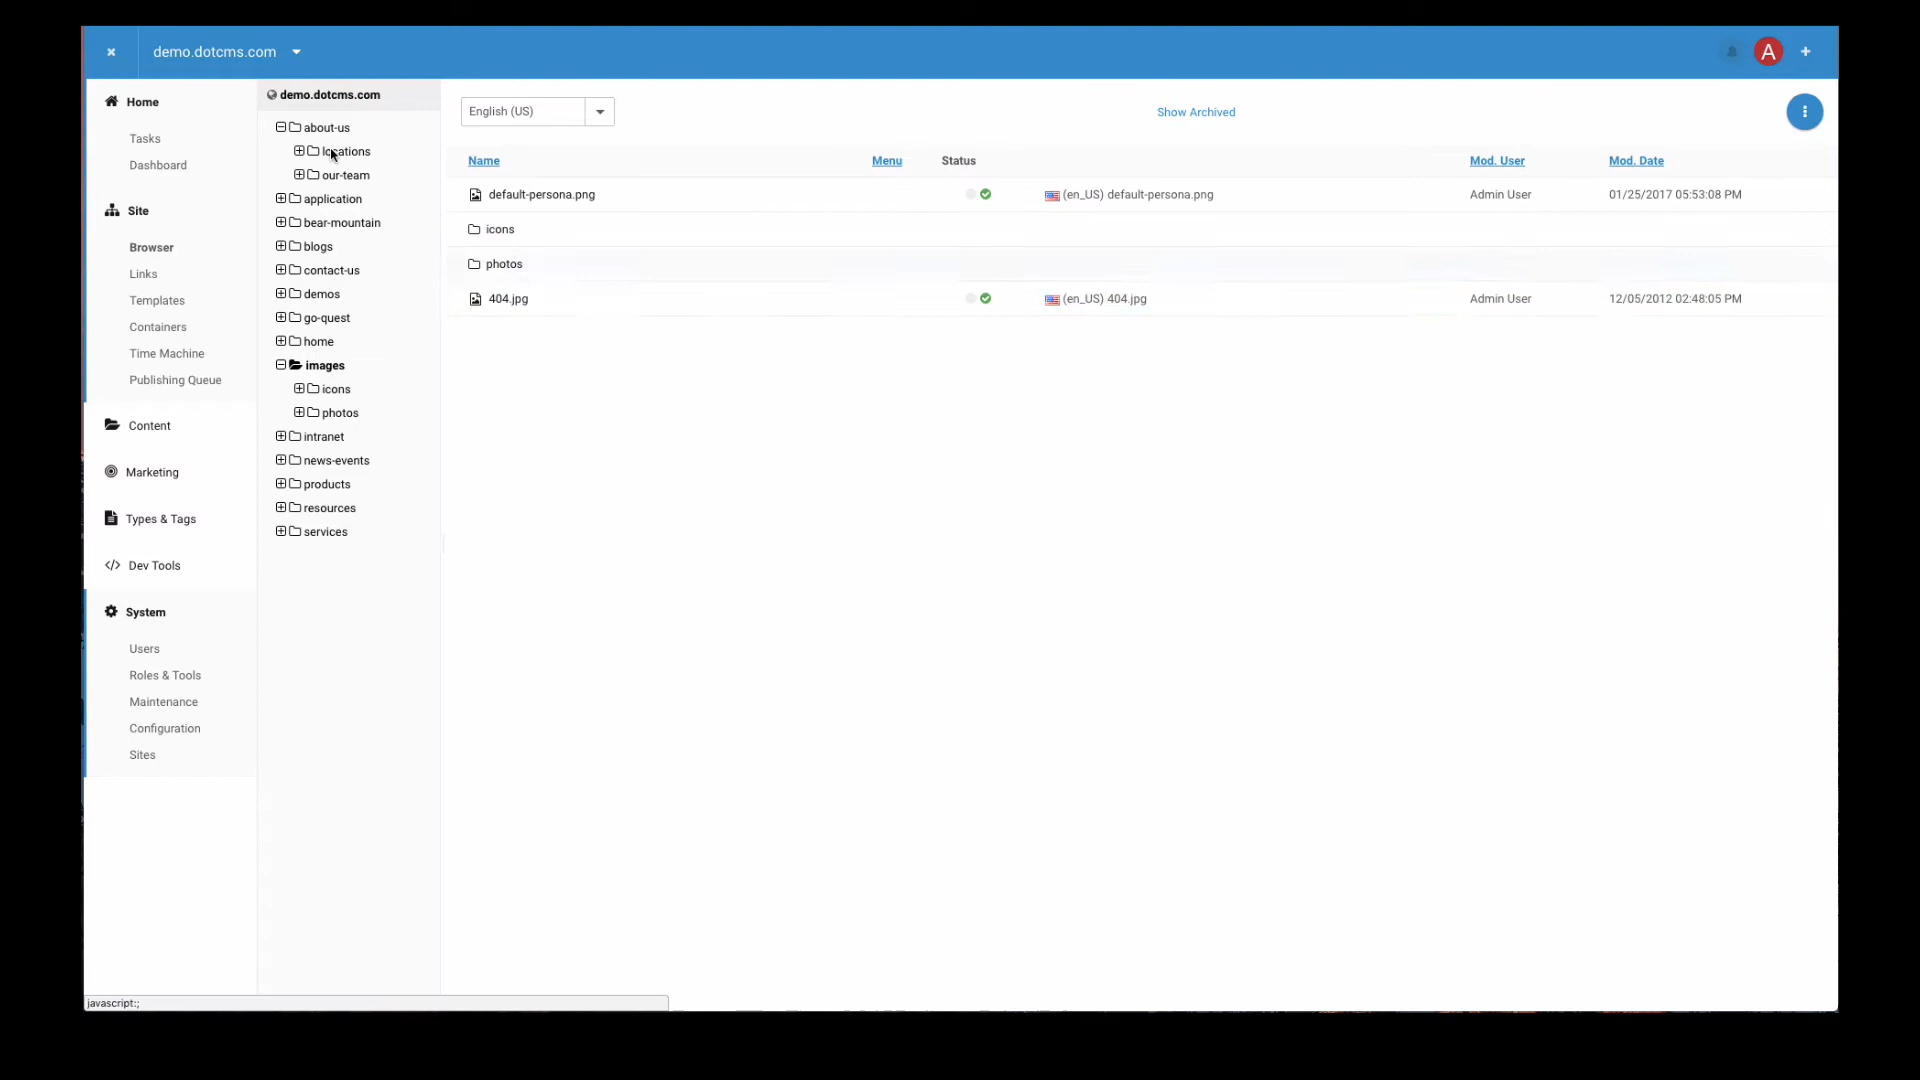 demo.dotcms.com
A
Home
Tasks
Dashboard
Site
Browser
Links
Templates
Containers
Time Machine
Publishing Queue
Content
Marketing
Types & Tags
Dev Tools
System
Users
Roles & Tools
Maintenance
Configuration
Sites
demo.dotcms.com
about-us
locations
our-team
application
bear-mountain
blogs
contact-us
demos
go-quest
home
images
icons
photos
intranet
news-events
products
resources
services
English (US) Show Archived
Name Menu Status Mod. User Mod. Date
default-persona.png (en_US) default-persona.png Admin User 01/25/2017 05:53:08 PM
icons
photos
404.jpg (en_US) 404.jpg Admin User 12/05/2012 02:48:05 PM
javascript:;